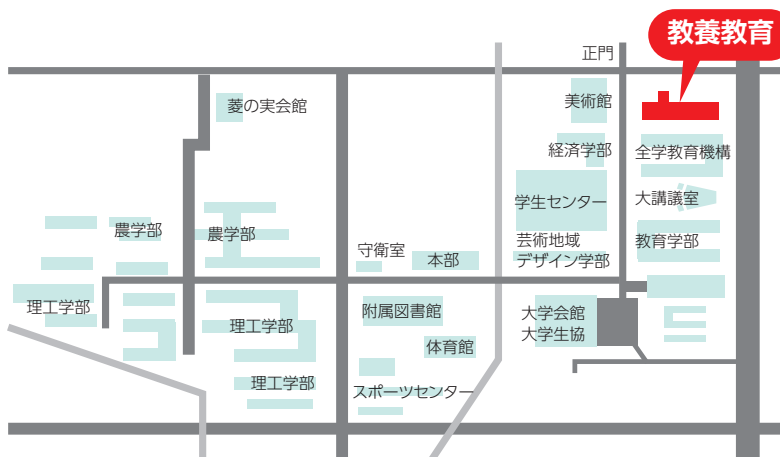 教養教育
正門
美術館
菱の実会館
経済学部
全学教育機構
学生センター
大講議室
農学部
農学部
芸術地域
デザイン学部
教育学部
守衛室
本部
理工学部
理工学部
附属図書館
大学会館
大学生協
体育館
理工学部
スポーツセンター